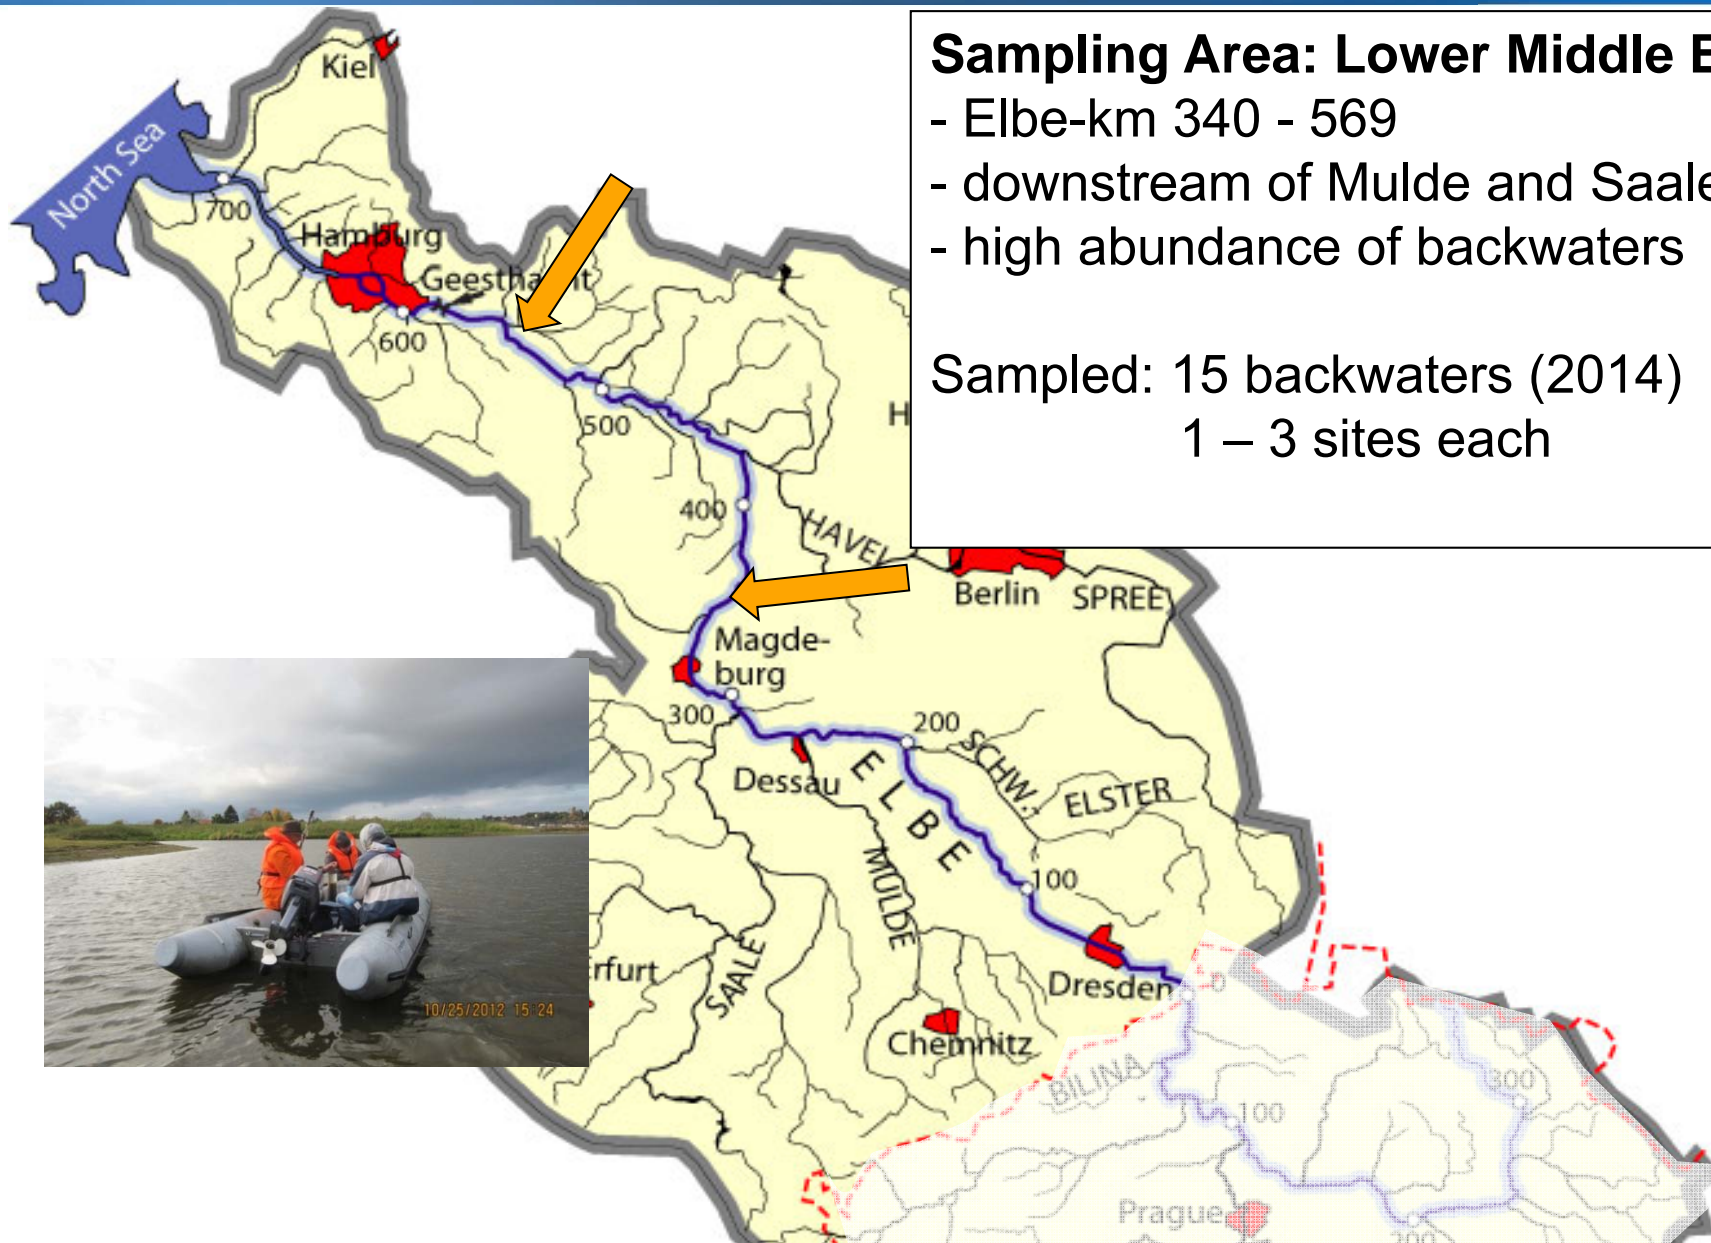 Sampling Area: Lower Middle E
- Elbe-km 340 - 569
- downstream of Mulde and Saale
- high abundance of backwaters
Sampled: 15 backwaters (2014)
1 – 3 sites each
Kiel
North Sea
700
Hamburg
Geesthacht
600
500
H
400
HAVEL
Berlin
SPREE
Magde-
burg
300
200
SCHW.
ELSTER
Dessau
ELBE
MULDE
100
SAALE
rfurt
Dresden
0
Chemnitz
10/25/2012 15 24
BILINA
300
100
Prague
200